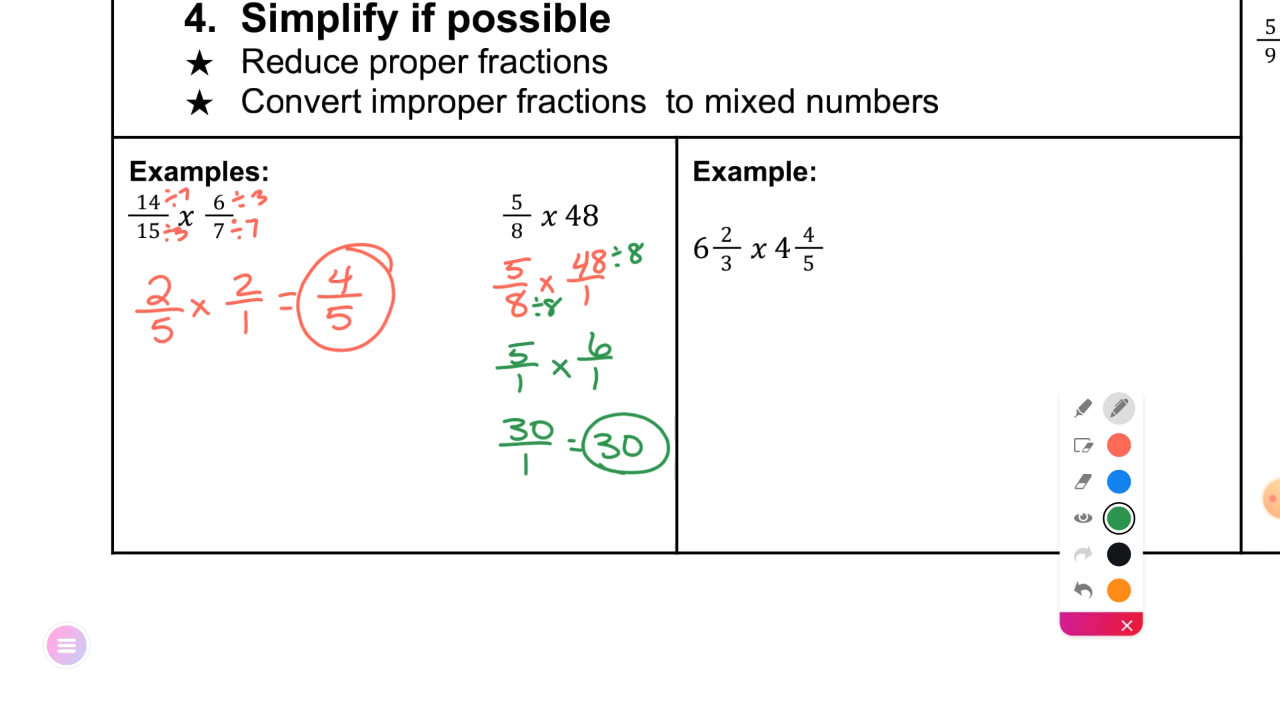 4. Simplify if possible
★ Reduce proper fractions
★ Convert improper fractions to mixed numbers
5/9
Examples:
14/15 ÷7 ÷3 x 6/7 ÷3 ÷7
2/5 x 2/1 = 4/5
5/8 x 48
5/8 ÷8 x 48/1 ÷8
5/1 x 6/1
30/1 = 30
Example:
6 2/3 x 4 4/5